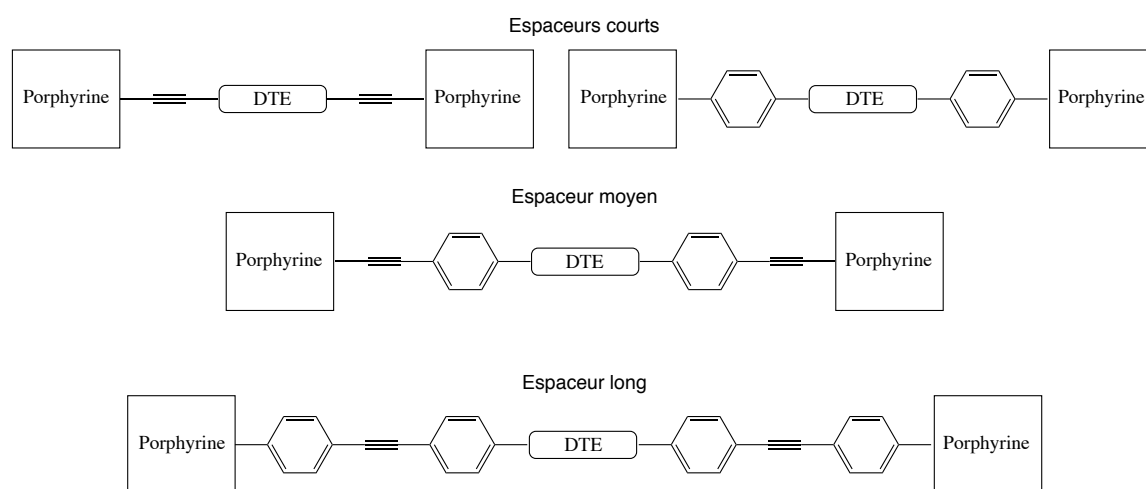 Espaceurs courts
Porphyrine DTE Porphyrine Porphyrine DTE Porphyrine
Espaceur moyen
Porphyrine DTE Porphyrine
Espaceur long
Porphyrine DTE Porphyrine